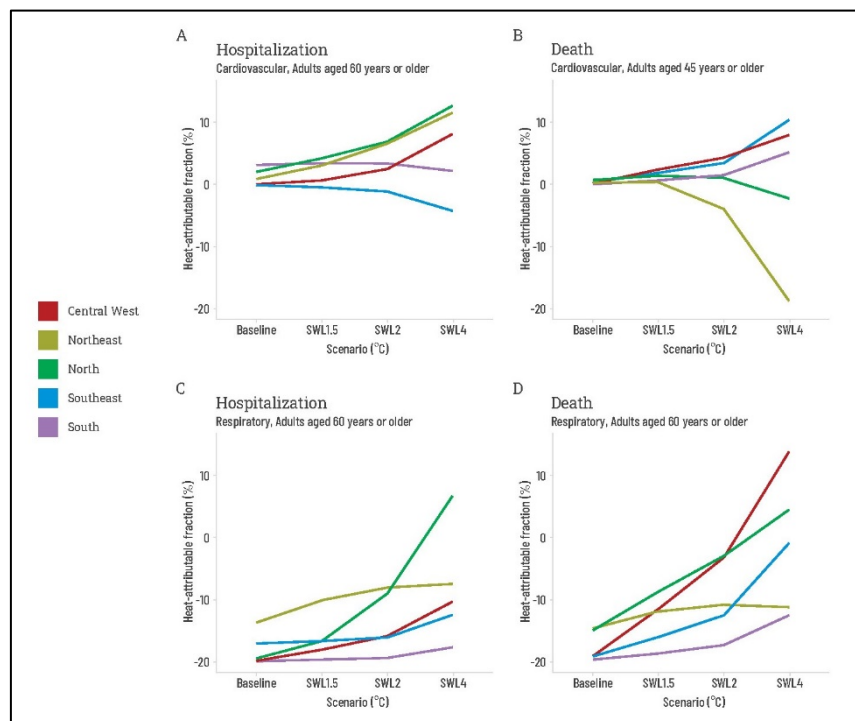 A
Hospitalization
Cardiovascular, Adults aged 60 years or older
Heat-attributable fraction (%)
10
0
-10
-20
Baseline SWL1.5 SWL2 SWL4
Scenario (°C)
B
Death
Cardiovascular, Adults aged 45 years or older
Heat-attributable fraction (%)
10
0
-10
-20
Baseline SWL1.5 SWL2 SWL4
Scenario (°C)
Central West
Northeast
North
Southeast
South
C
Hospitalization
Respiratory, Adults aged 60 years or older
Heat-attributable fraction (%)
10
0
-10
-20
Baseline SWL1.5 SWL2 SWL4
Scenario (°C)
D
Death
Respiratory, Adults aged 60 years or older
Heat-attributable fraction (%)
10
0
-10
-20
Baseline SWL1.5 SWL2 SWL4
Scenario (°C)